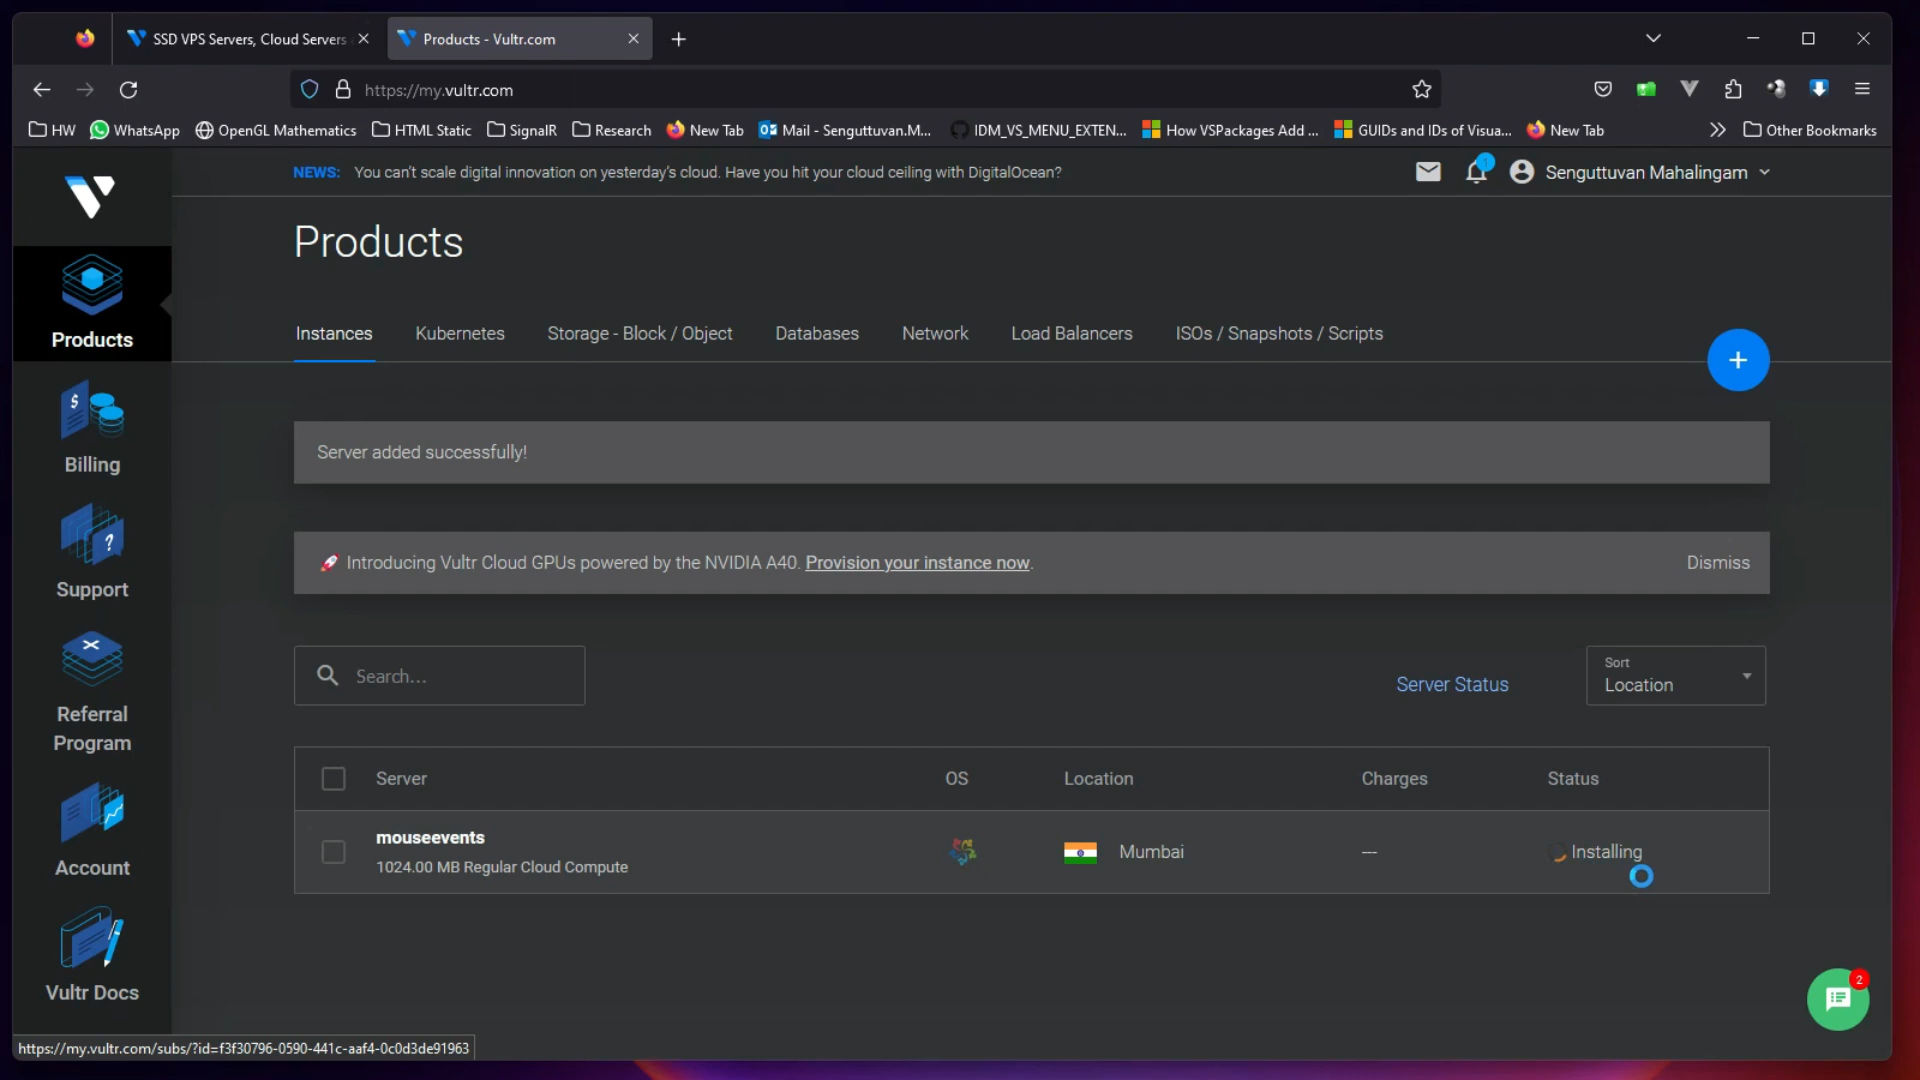 SSD VPS Servers, Cloud Servers
Products - Vultr.com
https://my.vultr.com
HW
WhatsApp
OpenGL Mathematics
HTML Static
SignalR
Research
New Tab
Mail - Senguttuvan.M...
IDM_VS_MENU_EXTEN...
How VSPackages Add ...
GUIDs and IDs of Visua...
New Tab
Other Bookmarks
NEWS: You can't scale digital innovation on yesterday's cloud. Have you hit your cloud ceiling with DigitalOcean?
1
Senguttuvan Mahalingam
Products
Products
Billing
Support
Referral
Program
Account
Vultr Docs
Instances
Kubernetes
Storage - Block / Object
Databases
Network
Load Balancers
ISOs / Snapshots / Scripts
Server added successfully!
Introducing Vultr Cloud GPUs powered by the NVIDIA A40. Provision your instance now.
Dismiss
Search...
Server Status
Sort
Location
Server
OS
Location
Charges
Status
mouseevents
1024.00 MB Regular Cloud Compute
Mumbai
---
Installing
2
https://my.vultr.com/subs/?id=f3f30796-0590-441c-aaf4-0c0d3de91963